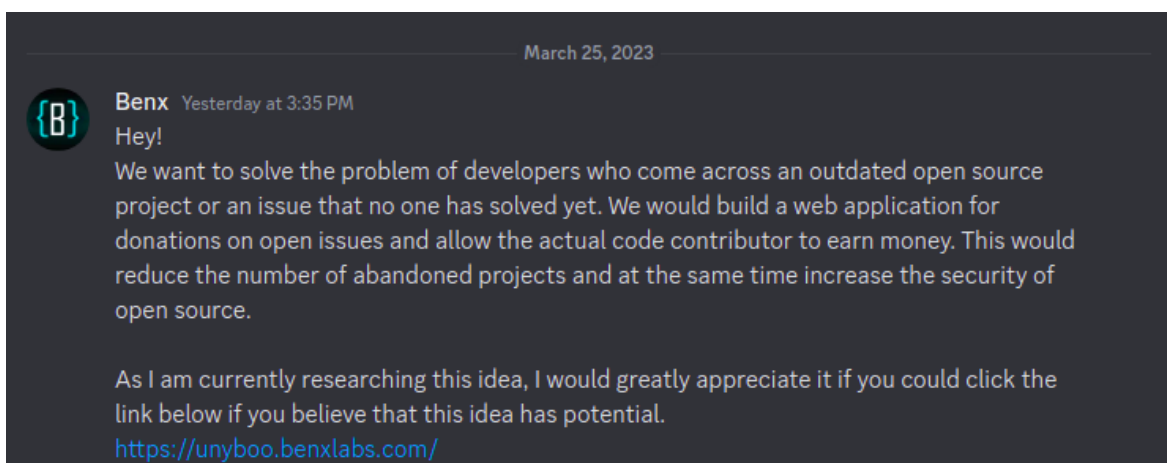 March 25, 2023
{B}
Benx Yesterday at 3:35 PM
Hey!
We want to solve the problem of developers who come across an outdated open source
project or an issue that no one has solved yet. We would build a web application for
donations on open issues and allow the actual code contributor to earn money. This would
reduce the number of abandoned projects and at the same time increase the security of
open source.
As I am currently researching this idea, I would greatly appreciate it if you could click the
link below if you believe that this idea has potential.
https://unyboo.benxlabs.com/